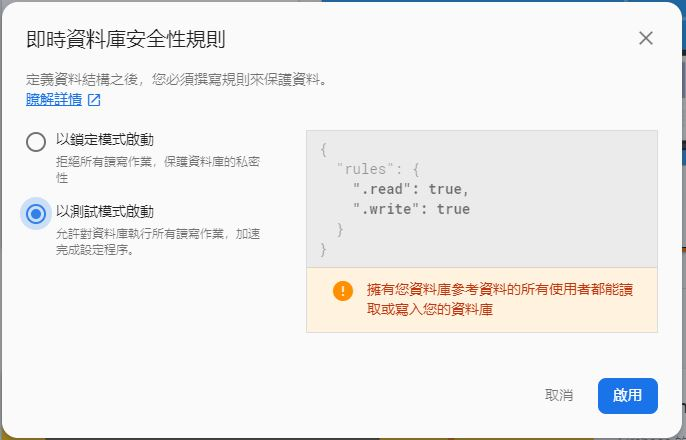 即時資料庫安全性規則
定義資料結構之後，您必須撰寫規則來保護資料。
瞭解詳情
以鎖定模式啟動
拒絕所有讀寫作業，保護資料庫的私密
性
以測試模式啟動
允許對資料庫執行所有讀寫作業，加速
完成設定程序。
{
"rules": {
".read": true,
".write": true
}
}
擁有您資料庫參考資料的所有使用者都能讀
取或寫入您的資料庫
取消
啟用